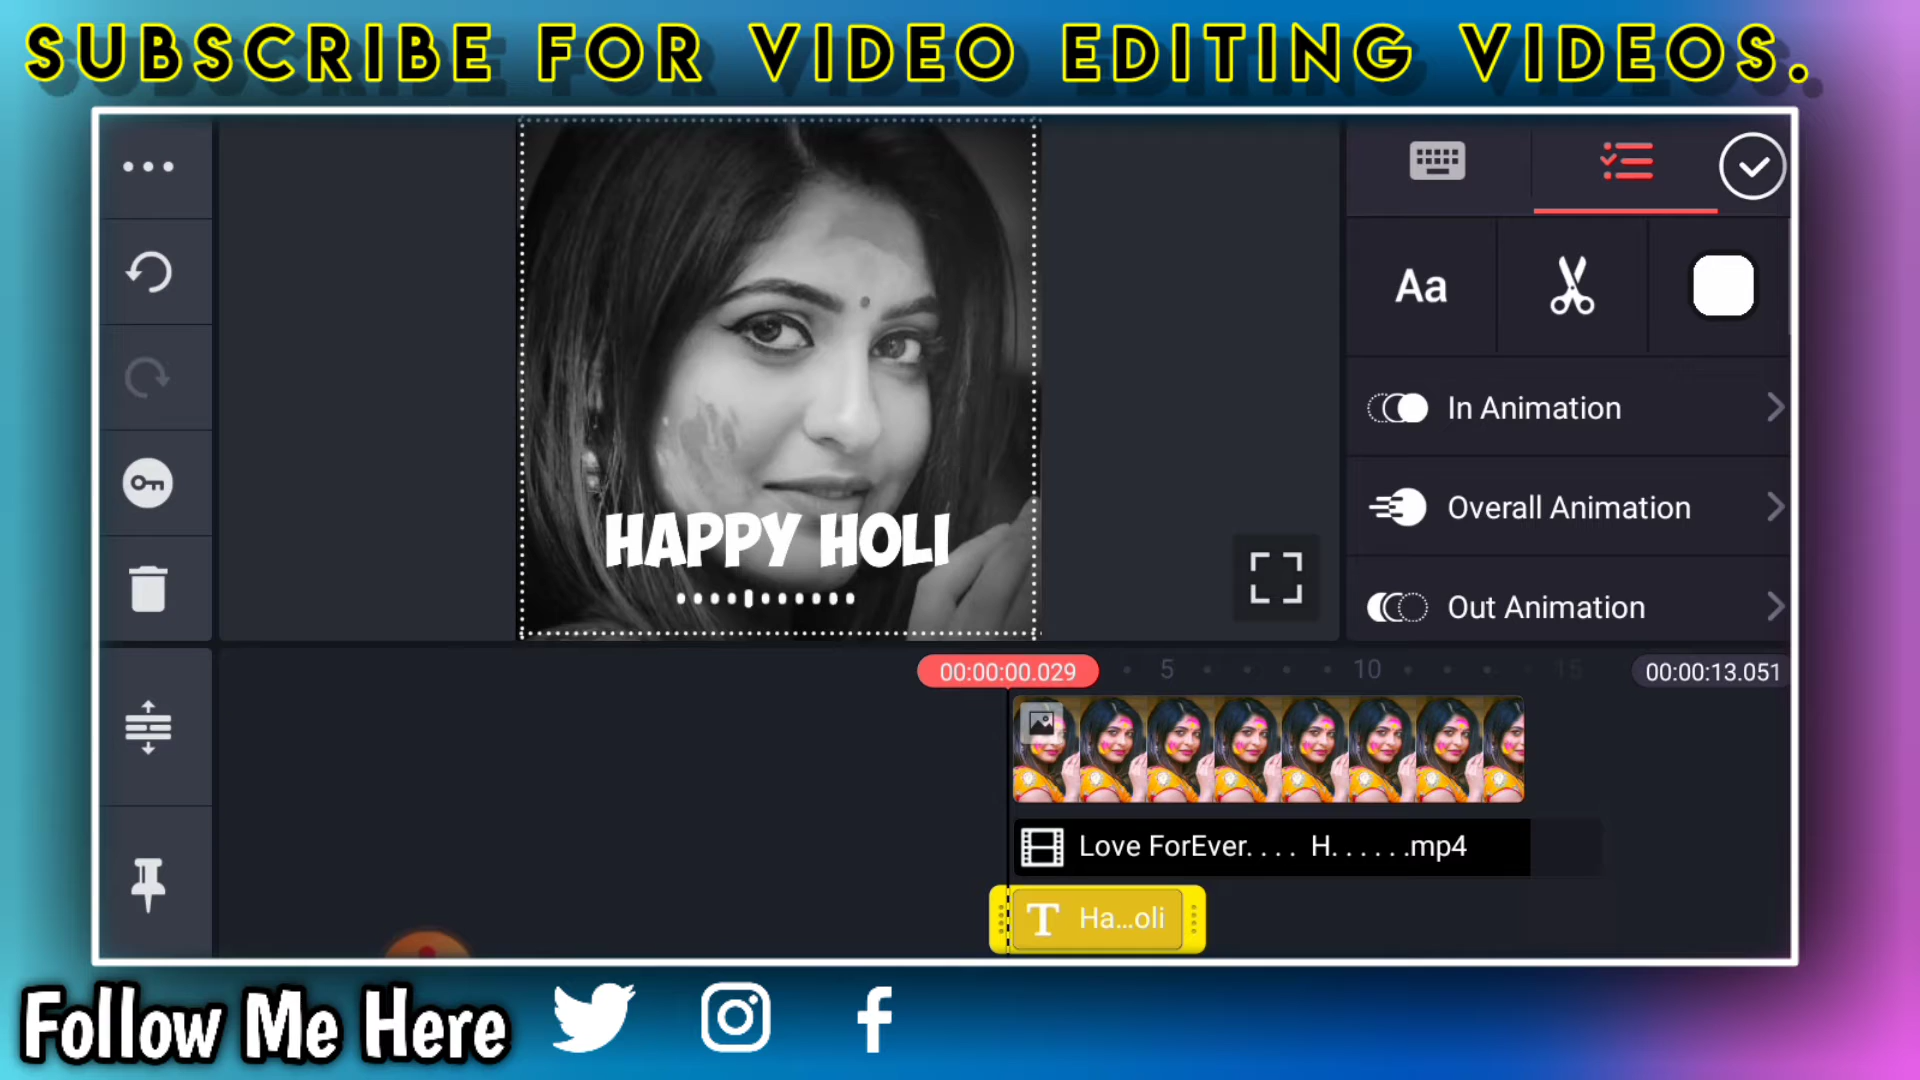 SUBSCRIBE FOR VIDEO EDITING VIDEOS.
Aa
In Animation
Overall Animation
Out Animation
HAPPY HOLI
00:00:00.029
5
10
15
00:00:13.051
Love ForEver. . . .  H. . . . . .mp4
T Ha...oli
Follow Me Here